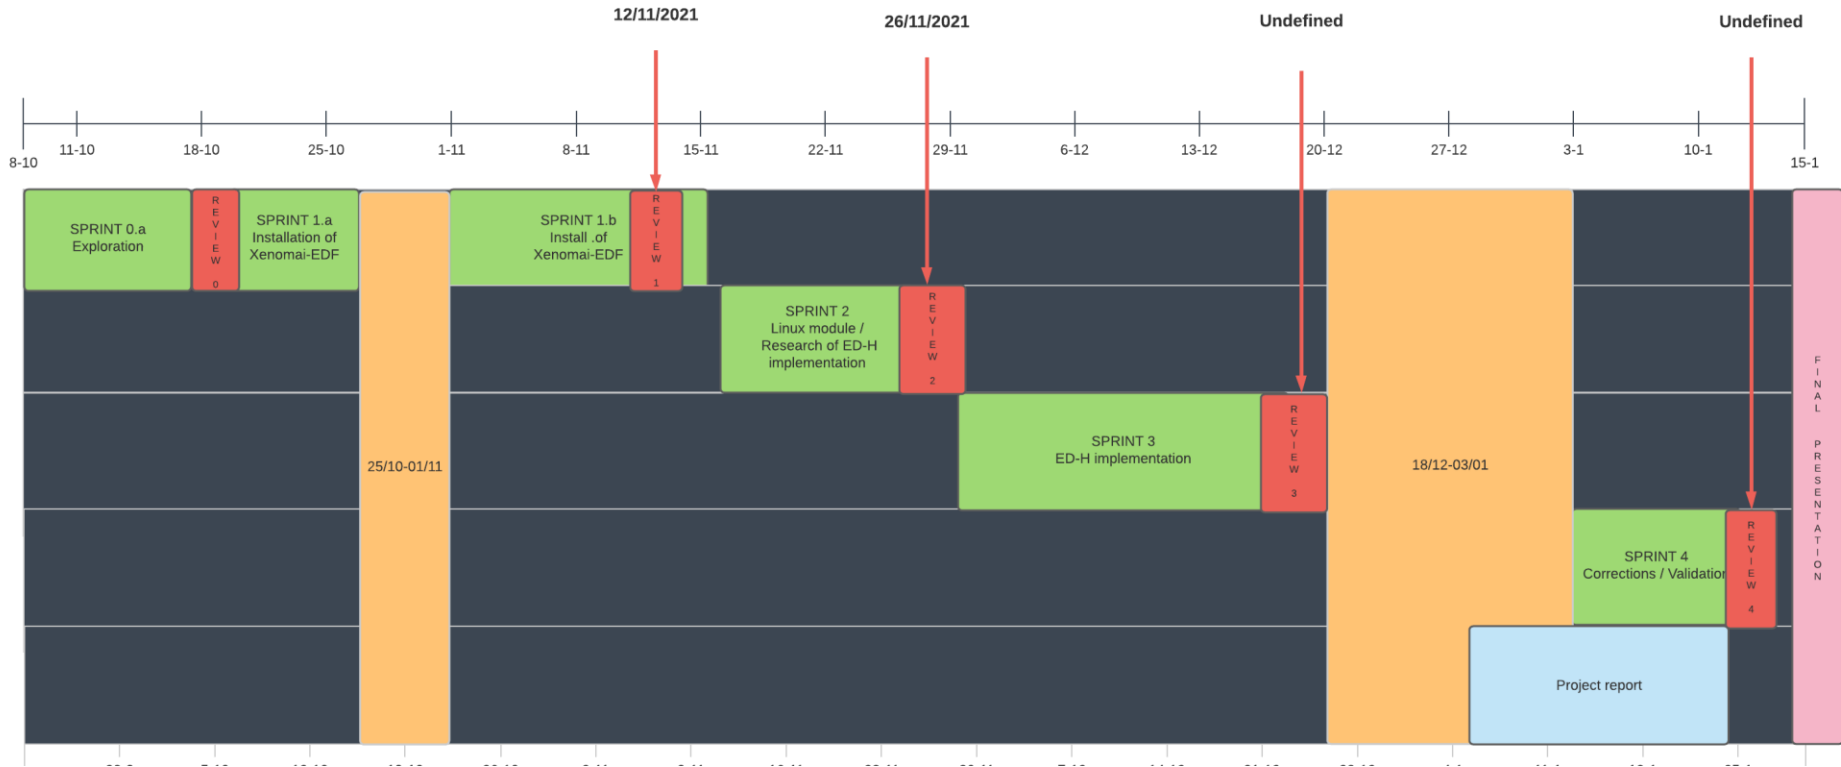 12/11/2021
26/11/2021
Undefined
Undefined
8-10
11-10
18-10
25-10
1-11
8-11
15-11
22-11
29-11
6-12
13-12
20-12
27-12
3-1
10-1
15-1
SPRINT 0.a
Exploration
REVIEW 0
SPRINT 1.a
Installation of
Xenomai-EDF
SPRINT 1.b
Install .of
Xenomai-EDF
REVIEW 1
SPRINT 2
Linux module /
Research of ED-H
implementation
REVIEW 2
25/10-01/11
SPRINT 3
ED-H implementation
REVIEW 3
18/12-03/01
SPRINT 4
Corrections / Validation
REVIEW 4
Project report
FINAL PRESENTATION